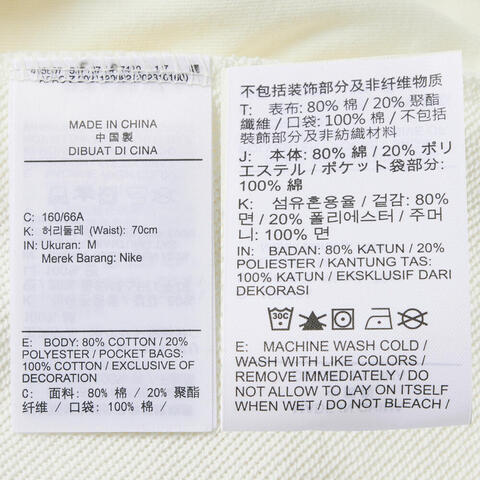 MADE IN CHINA
中国製
DIBUAT DI CINA
C: 160/66A
K: 허리둘레 (Waist): 70cm
IN: Ukuran: M
Merek Barang: Nike
E: BODY: 80% COTTON / 20%
POLYESTER / POCKET BAGS:
100% COTTON / EXCLUSIVE OF
DECORATION
C: 面料: 80% 棉 / 20% 聚酯
纤维 / 口袋: 100% 棉 /
不包括装饰部分及非纤维物质
T: 表布: 80% 棉 / 20% 聚酯
纖維 / 口袋: 100% 棉 / 不包括
裝飾部分及非紡織材料
J: 本体: 80% 綿 / 20% ポリ
エステル / ポケット袋部分:
100% 綿
K: 섬유혼용율 / 겉감: 80%
면 / 20% 폴리에스터 / 주머
니: 100% 면
IN: BADAN: 80% KATUN / 20%
POLIESTER / KANTUNG TAS:
100% KATUN / EKSKLUSIF DARI
DEKORASI
30C
E: MACHINE WASH COLD /
WASH WITH LIKE COLORS /
REMOVE IMMEDIATELY / DO
NOT ALLOW TO LAY ON ITSELF
WHEN WET / DO NOT BLEACH /